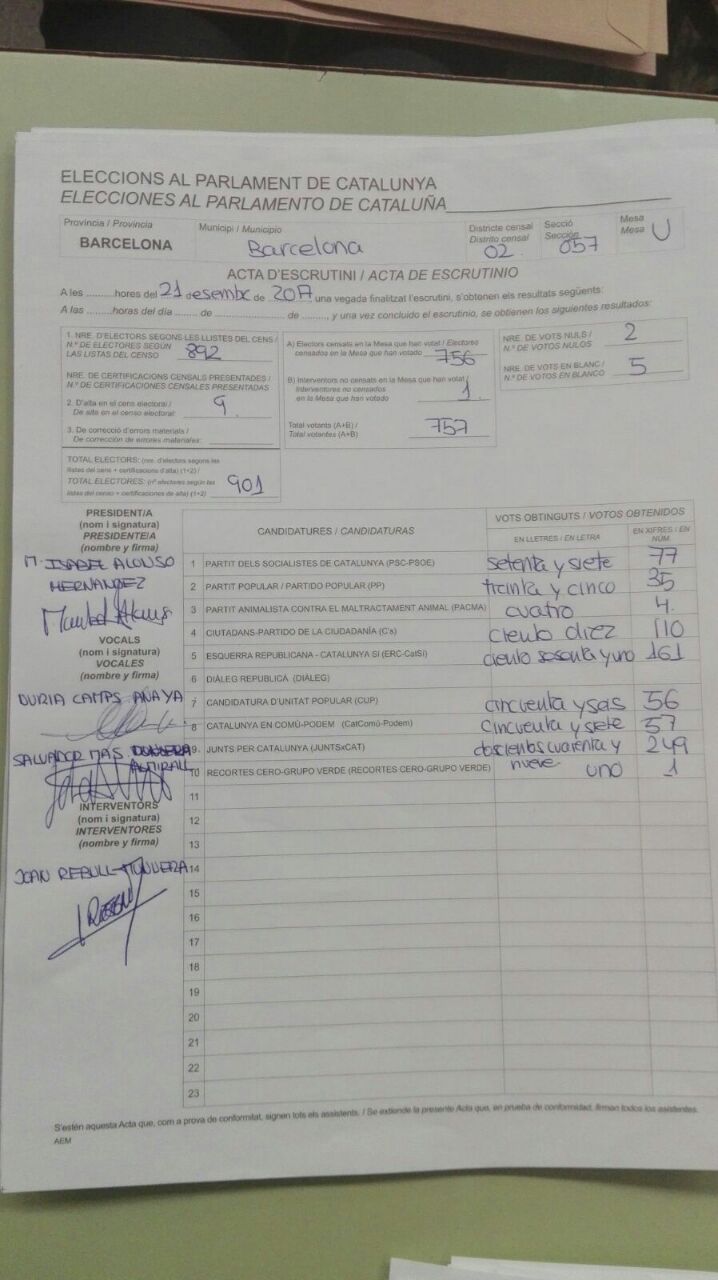 ELECCIONS AL PARLAMENT DE CATALUNYA
ELECCIONES AL PARLAMENTO DE CATALUÑA
Provincia / Provincia
BARCELONA
Municipi / Municipio
Barcelona
Districte censal
Distrito censal
02
Secció
Sección
057
Mesa
Mesa
U
ACTA D'ESCRUTINI / ACTA DE ESCRUTINIO
A les ..........hores del 21 desembre de 2017 una vegada finalitzat l'escrutini, s'obtenen els resultats següents:
A las ..........horas del día ........ de ................. de ........, y una vez concluido el escrutinio, se obtienen los siguientes resultados:
1. NRE. D'ELECTORS SEGONS LES LLISTES DEL CENS /
N.º DE ELECTORES SEGÚN
LAS LISTAS DEL CENSO 892
NRE. DE CERTIFICACIONS CENSALS PRESENTADES /
N.º DE CERTIFICACIONES CENSALES PRESENTADAS
2. D'alta en el cens electoral /
De alta en el censo electoral: 9
3. De correcció d'errors materials /
De corrección de errores materiales:
TOTAL ELECTORS: (nre. d'electors segons les
llistes del cens + certificacions d'alta) (1+2) /
TOTAL ELECTORES: (nº electores según las
listas del censo + certificaciones de alta) (1+2) 901
A) Electors censats en la Mesa que han votat / Electores
censados en la Mesa que han votado 756
B) Interventors no censats en la Mesa que han votat /
Interventores no censados
en la Mesa que han votado 1
Total votants (A+B) /
Total votantes (A+B) 757
NRE. DE VOTS NULS /
N.º DE VOTOS NULOS 2
NRE. DE VOTS EN BLANC /
N.º DE VOTOS EN BLANCO 5
PRESIDENT/A
(nom i signatura)
PRESIDENTE/A
(nombre y firma)
M. ISABEL ALONSO
HERNANDEZ
VOCALS
(nom i signatura)
VOCALES
(nombre y firma)
CAMPS ANAYA
SALVADOR MAS
ALMIRALL
INTERVENTORS
(nom i signatura)
INTERVENTORES
(nombre y firma)
JOAN REBULL
CANDIDATURES / CANDIDATURAS
VOTS OBTINGUTS / VOTOS OBTENIDOS
EN LLETRES / EN LETRA
EN XIFRES / EN NÚM.
1 PARTIT DELS SOCIALISTES DE CATALUNYA (PSC-PSOE) setenta y siete 77
2 PARTIT POPULAR / PARTIDO POPULAR (PP) treinta y cinco 35
3 PARTIT ANIMALISTA CONTRA EL MALTRACTAMENT ANIMAL (PACMA) cuatro 4.
4 CIUTADANS-PARTIDO DE LA CIUDADANÍA (C's) ciento diez 110
5 ESQUERRA REPUBLICANA - CATALUNYA SÍ (ERC-CatSí) ciento sesenta y uno 161
6 DIÀLEG REPUBLICÀ (DIÀLEG)
7 CANDIDATURA D'UNITAT POPULAR (CUP) cincuenta y seis 56
8 CATALUNYA EN COMÚ-PODEM (CatComú-Podem) cincuenta y siete 57
9 JUNTS PER CATALUNYA (JUNTSxCAT) doscientos cuarenta y 249
nueve
10 RECORTES CERO-GRUPO VERDE (RECORTES CERO-GRUPO VERDE) uno 1
11
12
13
14
15
16
17
18
19
20
21
22
23
S'estén aquesta Acta que, com a prova de conformitat, signen tots els assistents. / Se extiende la presente Acta que, en prueba de conformidad, firman todos los asistentes.
AEM